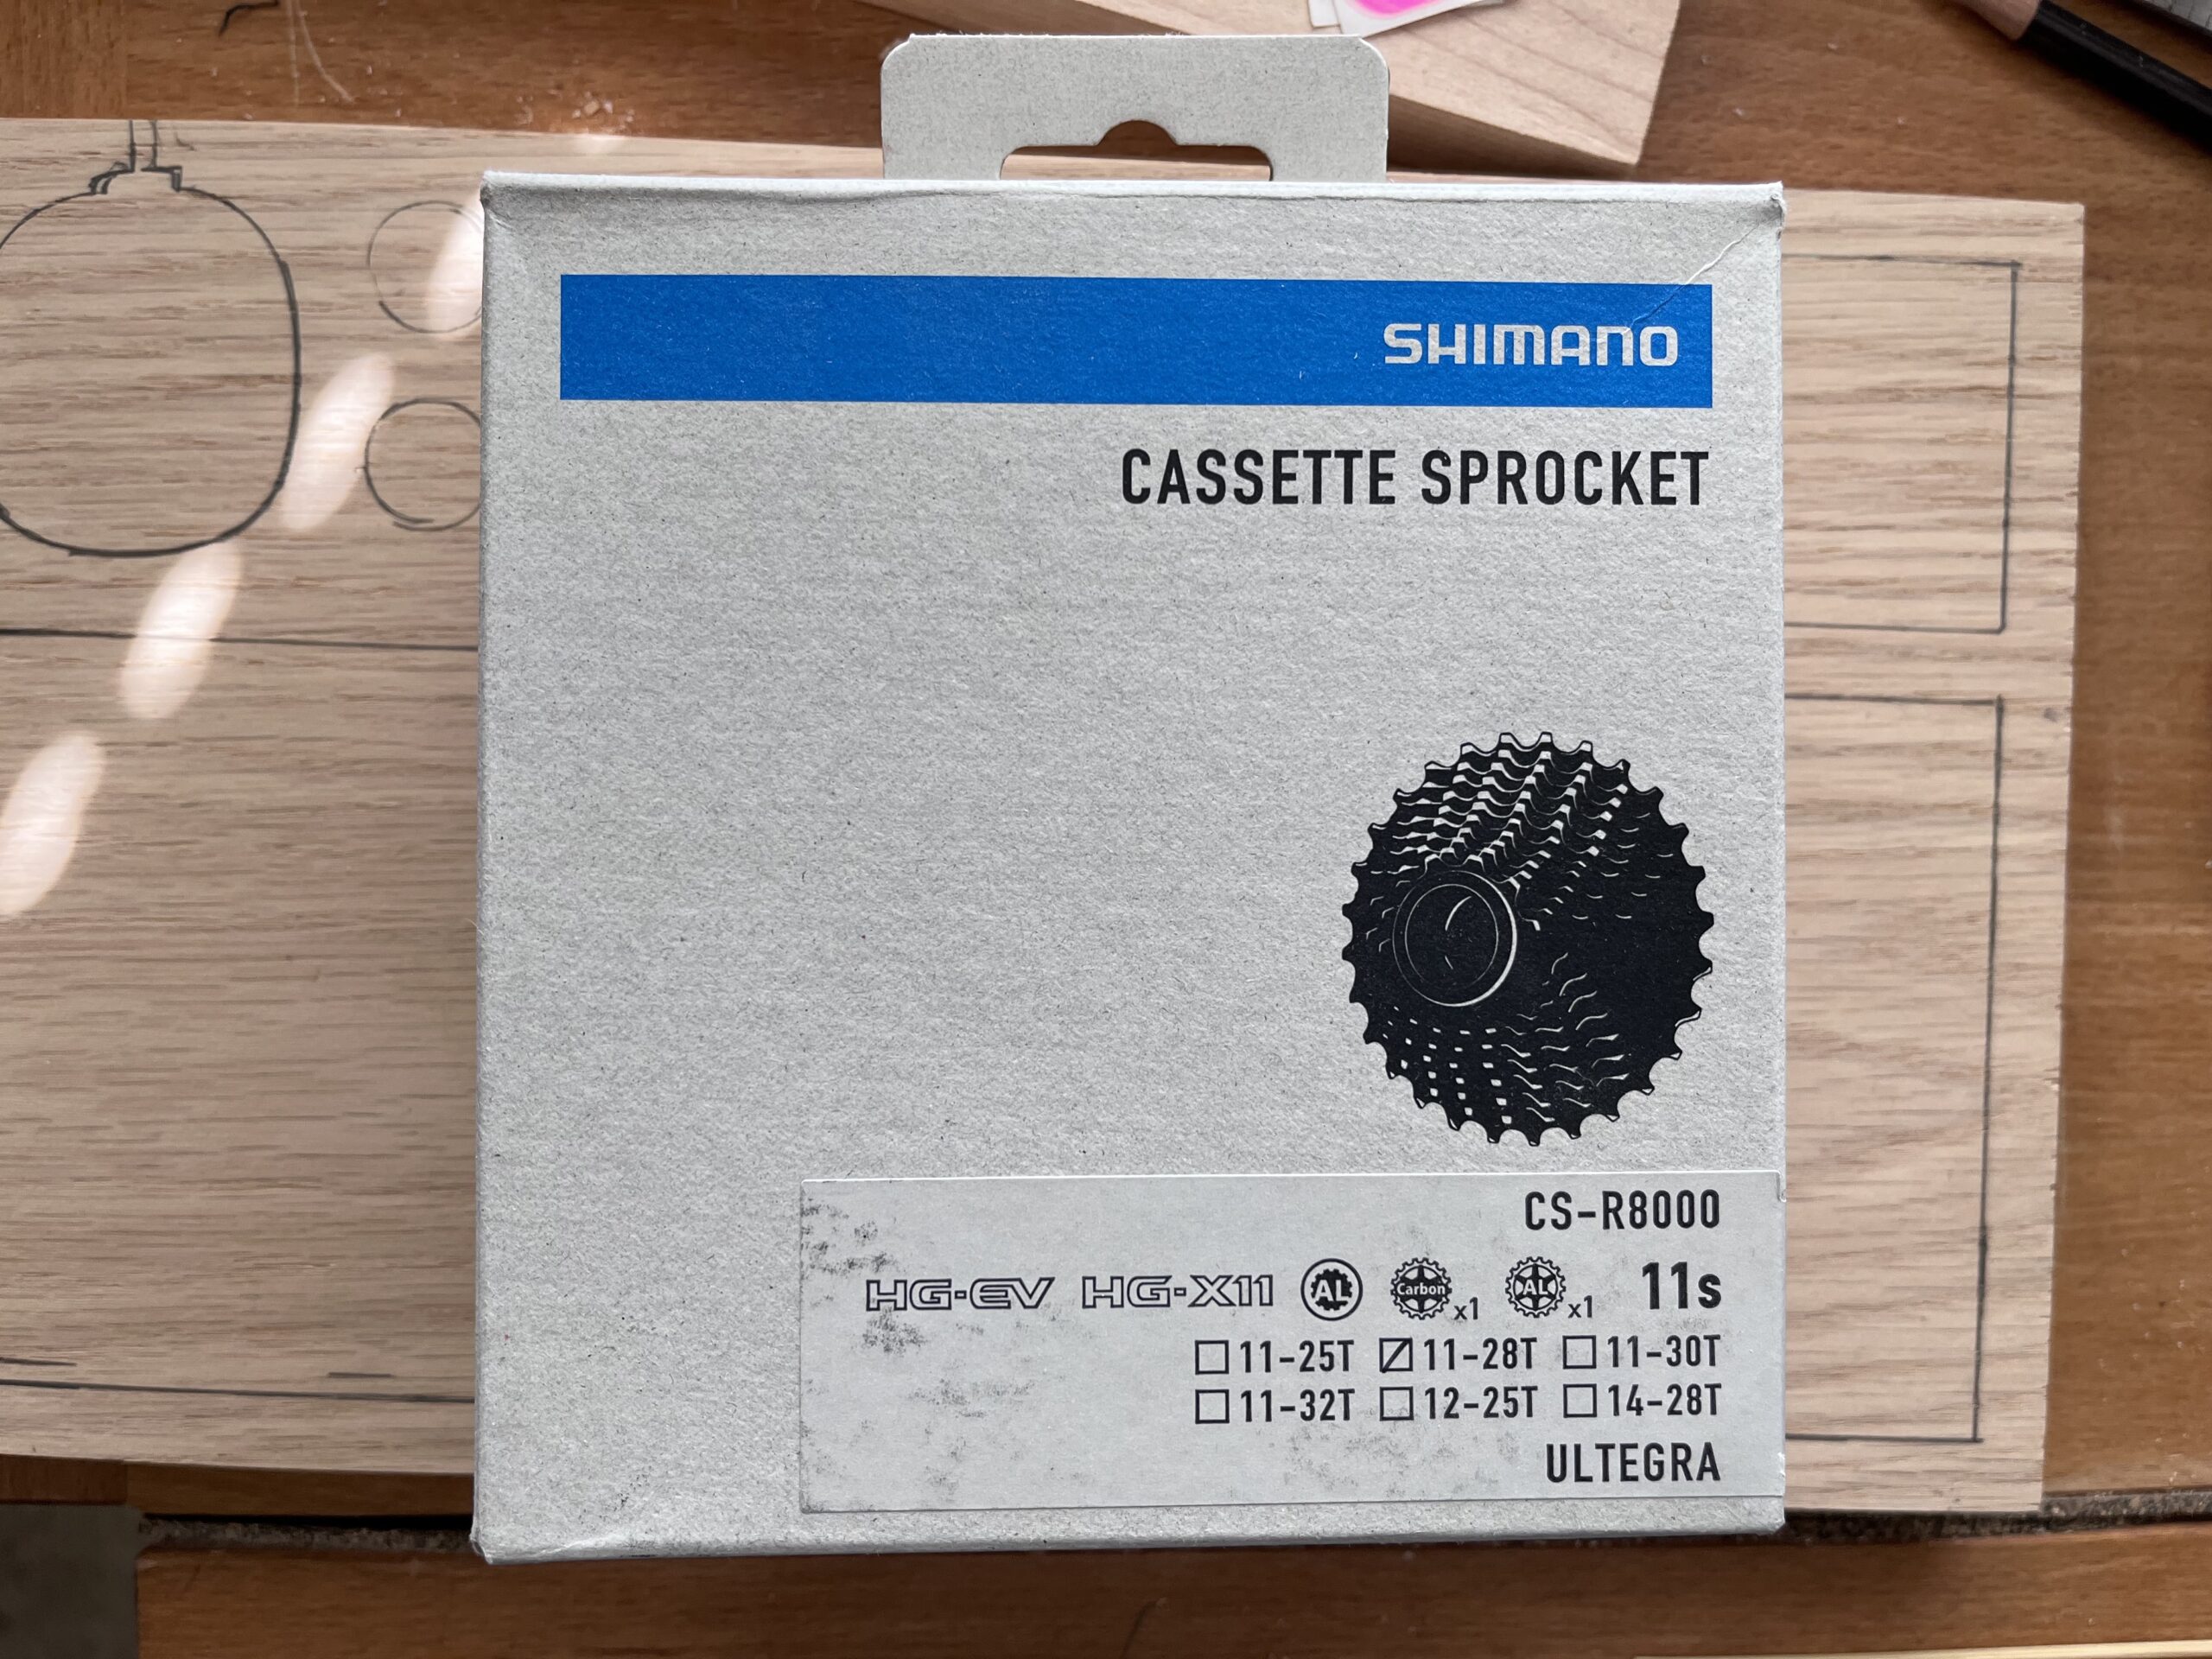 SHIMANO
CASSETTE SPROCKET
CS-R8000
HG-EV HG-X11 AL Carbon x1 AL x1 11s
11-25T 11-28T 11-30T
11-32T 12-25T 14-28T
ULTEGRA